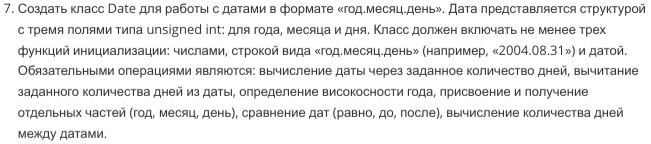 7. Создать класс Date для работы с датами в формате «год.месяц.день». Дата представляется структурой
с тремя полями типа unsigned int: для года, месяца и дня. Класс должен включать не менее трех
функций инициализации: числами, строкой вида «год.месяц.день» (например, «2004.08.31») и датой.
Обязательными операциями являются: вычисление даты через заданное количество дней, вычитание
заданного количества дней из даты, определение високосости года, присвоение и получение
отдельных частей (год, месяц, день), сравнение дат (равно, до, после), вычисление количества дней
между датами.